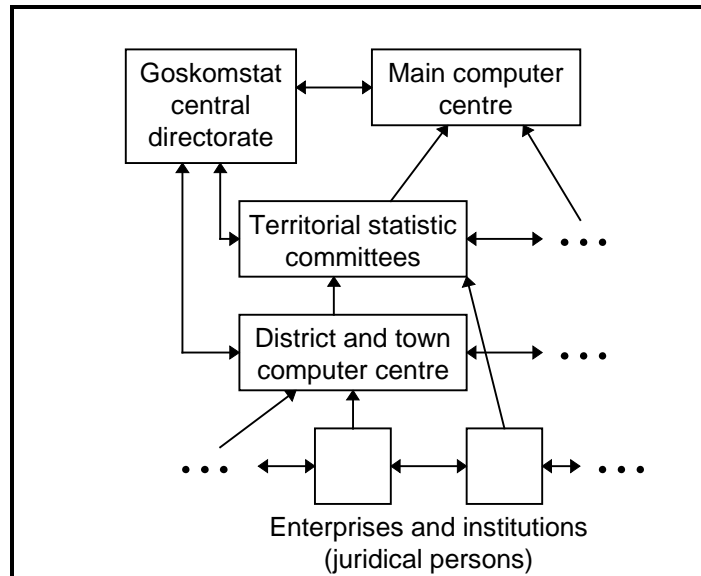 Goskomstat
central
directorate
Main computer
centre
Territorial statistic
committees
...
District and town
computer centre
...
...
...
Enterprises and institutions
(juridical persons)